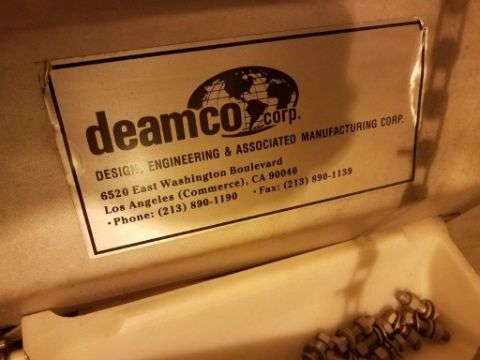 deamco corp.
DESIGN, ENGINEERING & ASSOCIATED MANUFACTURING CORP.
6520 East Washington Boulevard
Los Angeles (Commerce), CA 90040
• Phone: (213) 890-1190 • Fax: (213) 890-1139